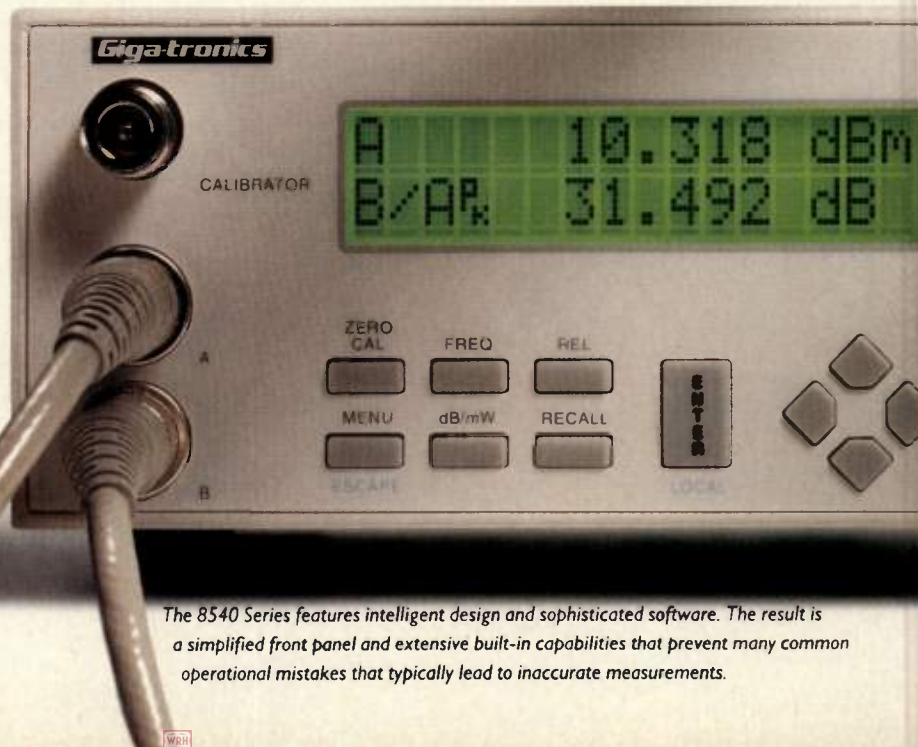 Giga-tronics
CALIBRATOR
A 10.318 dBm
B/APk 31.492 dB
A
B
ZERO
CAL
FREQ
REL
MENU
dB/mW
RECALL
ESCAPE
ENTER
LOCAL
The 8540 Series features intelligent design and sophisticated software. The result is
a simplified front panel and extensive built-in capabilities that prevent many common
operational mistakes that typically lead to inaccurate measurements.
WRH